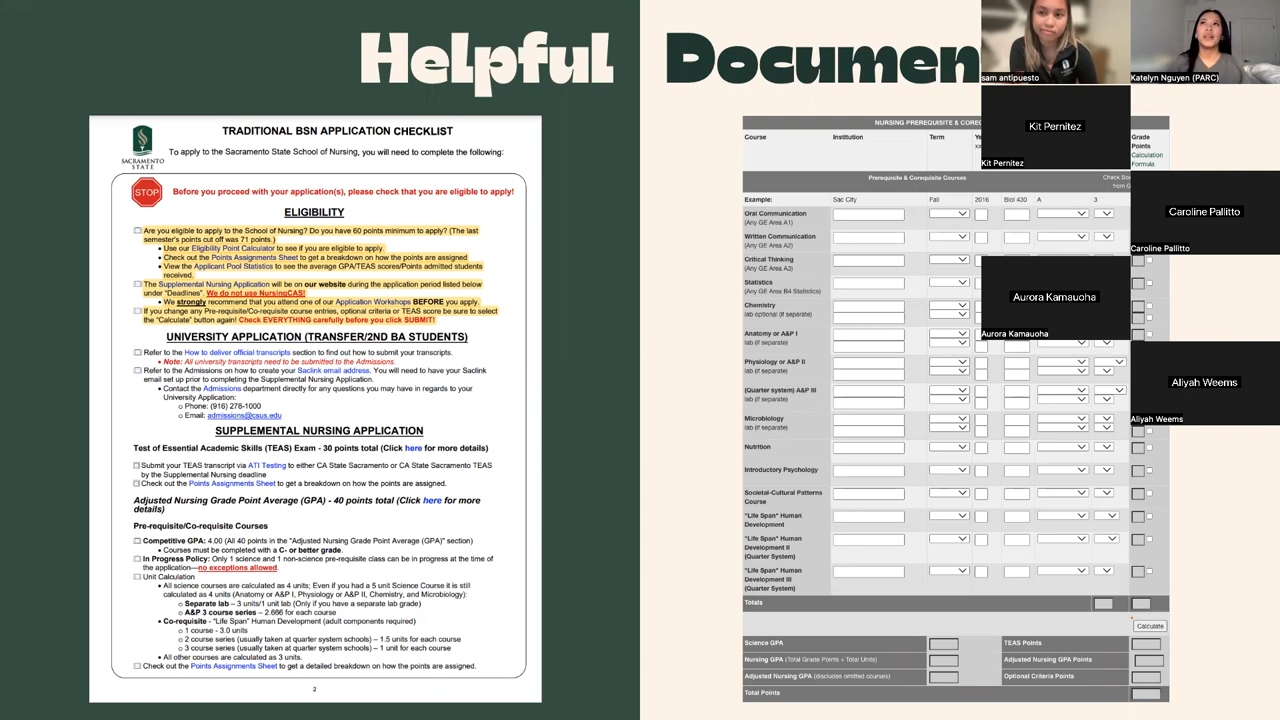 Helpful
Documen
SACRAMENTO
STATE
TRADITIONAL BSN APPLICATION CHECKLIST
To apply to the Sacramento State School of Nursing, you will need to complete the following:
STOP
Before you proceed with your application(s), please check that you are eligible to apply!
ELIGIBILITY
Are you eligible to apply to the School of Nursing? Do you have 60 points minimum to apply? (The last
semester's points cut off was 71 points.)
• Use our Eligibility Point Calculator to see if you are eligible to apply.
• Check out the Points Assignments Sheet to get a breakdown on how the points are assigned
• View the Applicant Pool Statistics to see the average GPA/TEAS scores/Points admitted students
received.
The Supplemental Nursing Application will be on our website during the application period listed below
under "Deadlines". We do not use NursingCAS!
• We strongly recommend that you attend one of our Application Workshops BEFORE you apply.
If you change any Pre-requisite/Co-requisite course entries, optional criteria or TEAS score be sure to select
the "Calculate" button again! Check EVERYTHING carefully before you click SUBMIT!
UNIVERSITY APPLICATION (TRANSFER/2ND BA STUDENTS)
Refer to the How to deliver official transcripts section to find out how to submit your transcripts.
• Note: All university transcripts need to be submitted to the Admissions.
Refer to the Admissions on how to create your Saclink email address. You will need to have your Saclink
email set up prior to completing the Supplemental Nursing Application.
• Contact the Admissions department directly for any questions you may have in regards to your
University Application:
○ Phone: (916) 278-1000
○ Email: admissions@csus.edu
SUPPLEMENTAL NURSING APPLICATION
Test of Essential Academic Skills (TEAS) Exam - 30 points total (Click here for more details)
Submit your TEAS transcript via ATI Testing to either CA State Sacramento or CA State Sacramento TEAS
by the Supplemental Nursing deadline
Check out the Points Assignments Sheet to get a breakdown on how the points are assigned.
Adjusted Nursing Grade Point Average (GPA) - 40 points total (Click here for more
details)
Pre-requisite/Co-requisite Courses
Competitive GPA: 4.00 (All 40 points in the "Adjusted Nursing Grade Point Average (GPA)" section)
• Courses must be completed with a C- or better grade.
In Progress Policy: Only 1 science and 1 non-science pre-requisite class can be in progress at the time of
the application—no exceptions allowed.
Unit Calculation
• All science courses are calculated as 4 units; Even if you had a 5 unit Science Course it is still
calculated as 4 units (Anatomy or A&P I, Physiology or A&P II, Chemistry, and Microbiology):
○ Separate lab – 3 units/1 unit lab (Only if you have a separate lab grade)
○ A&P 3 course series – 2.666 for each course
• Co-requisite - "Life Span" Human Development (adult components required)
○ 1 course - 3.0 units
○ 2 course series (usually taken at quarter system schools) – 1.5 units for each course
○ 3 course series (usually taken at quarter system schools) – 1 unit for each course
• All other courses are calculated as 3 units.
Check out the Points Assignments Sheet to get a detailed breakdown on how the points are assigned.
2
NURSING PREREQUISITE & CORE
Course Institution Term Grade
Points
Calculation
Formula
Prerequisite & Corequisite Courses
Example: Sac City Fall 2016 Biol 430 A 3
Oral Communication
(Any GE Area A1)
Written Communication
(Any GE Area A2)
Critical Thinking
(Any GE Area A3)
Statistics
(Any GE Area B4 Statistics)
Chemistry
lab optional (if separate)
Anatomy or A&P I
lab (if separate)
Physiology or A&P II
lab (if separate)
(Quarter system) A&P III
lab (if separate)
Microbiology
lab (if separate)
Nutrition
Introductory Psychology
Societal-Cultural Patterns
Course
"Life Span" Human
Development
"Life Span" Human
Development II
(Quarter System)
"Life Span" Human
Development III
(Quarter System)
Totals
Calculate
Science GPA TEAS Points
Nursing GPA (Total Grade Points ÷ Total Units) Adjusted Nursing GPA Points
Adjusted Nursing GPA (discludes omitted courses) Optional Criteria Points
Total Points
sam antipuesto
Katelyn Nguyen (PARC)
Kit Pernitez
Kit Pernitez
Caroline Pallitto
Caroline Pallitto
Aurora Kamauoha
Aurora Kamauoha
Aliyah Weems
Aliyah Weems